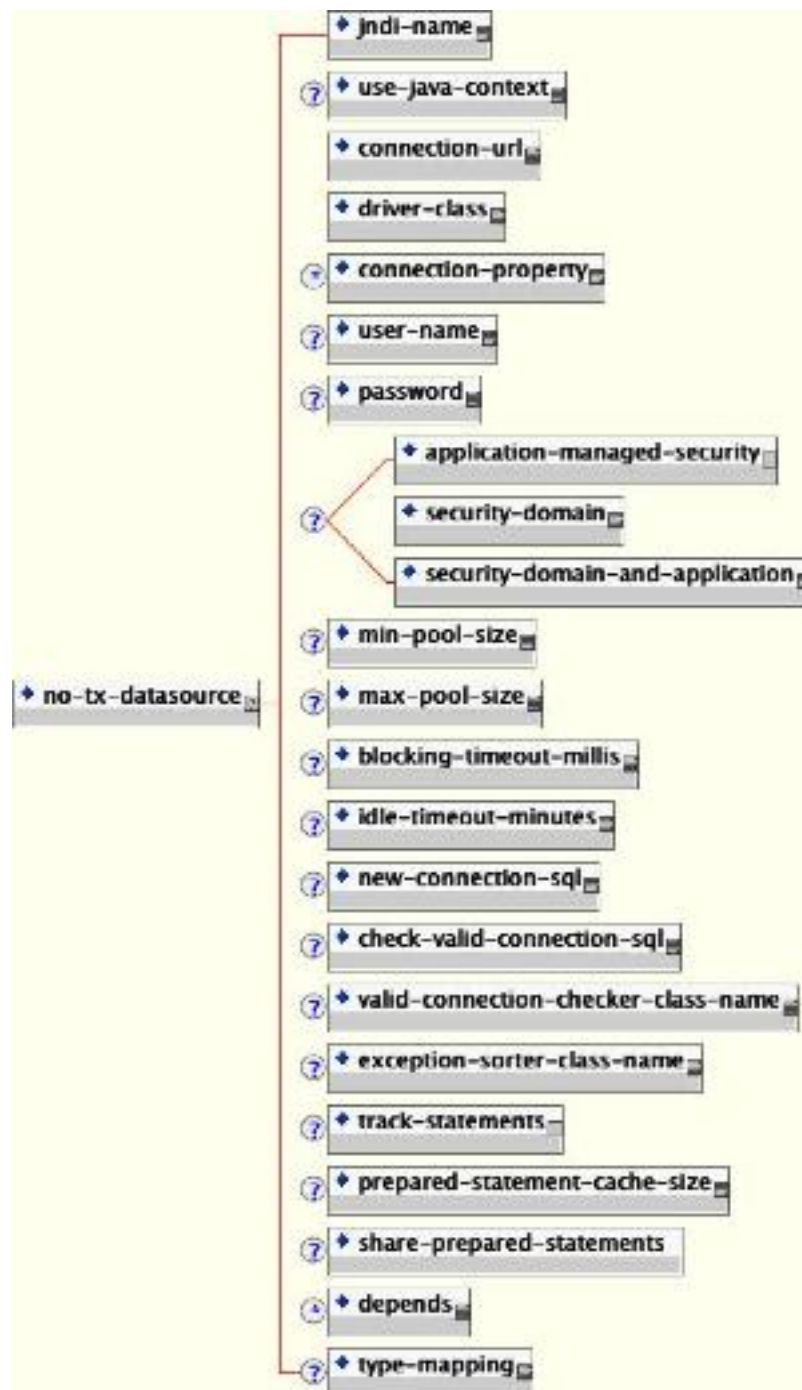 jndi-name
? use-java-context
connection-url
driver-class
* connection-property
? user-name
? password
application-managed-security
? security-domain
security-domain-and-application
? min-pool-size
no-tx-datasource ? max-pool-size
? blocking-timeout-millis
? idle-timeout-minutes
? new-connection-sql
? check-valid-connection-sql
? valid-connection-checker-class-name
? exception-sorter-class-name
? track-statements
? prepared-statement-cache-size
? share-prepared-statements
* depends
? type-mapping